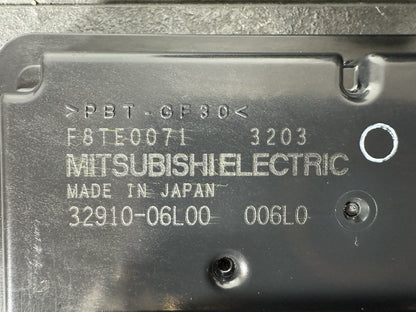 >PBT-GF30<
F8TE0071 3203
MITSUBISHI ELECTRIC
MADE IN JAPAN
32910-06L00 006L0